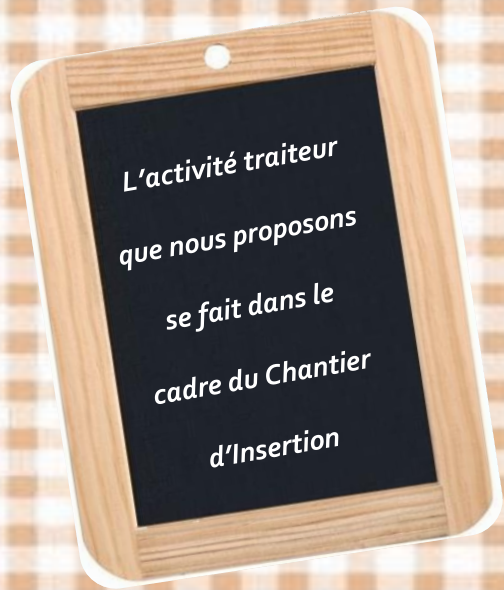 L’activité traiteur
que nous proposons
se fait dans le
cadre du Chantier
d’Insertion